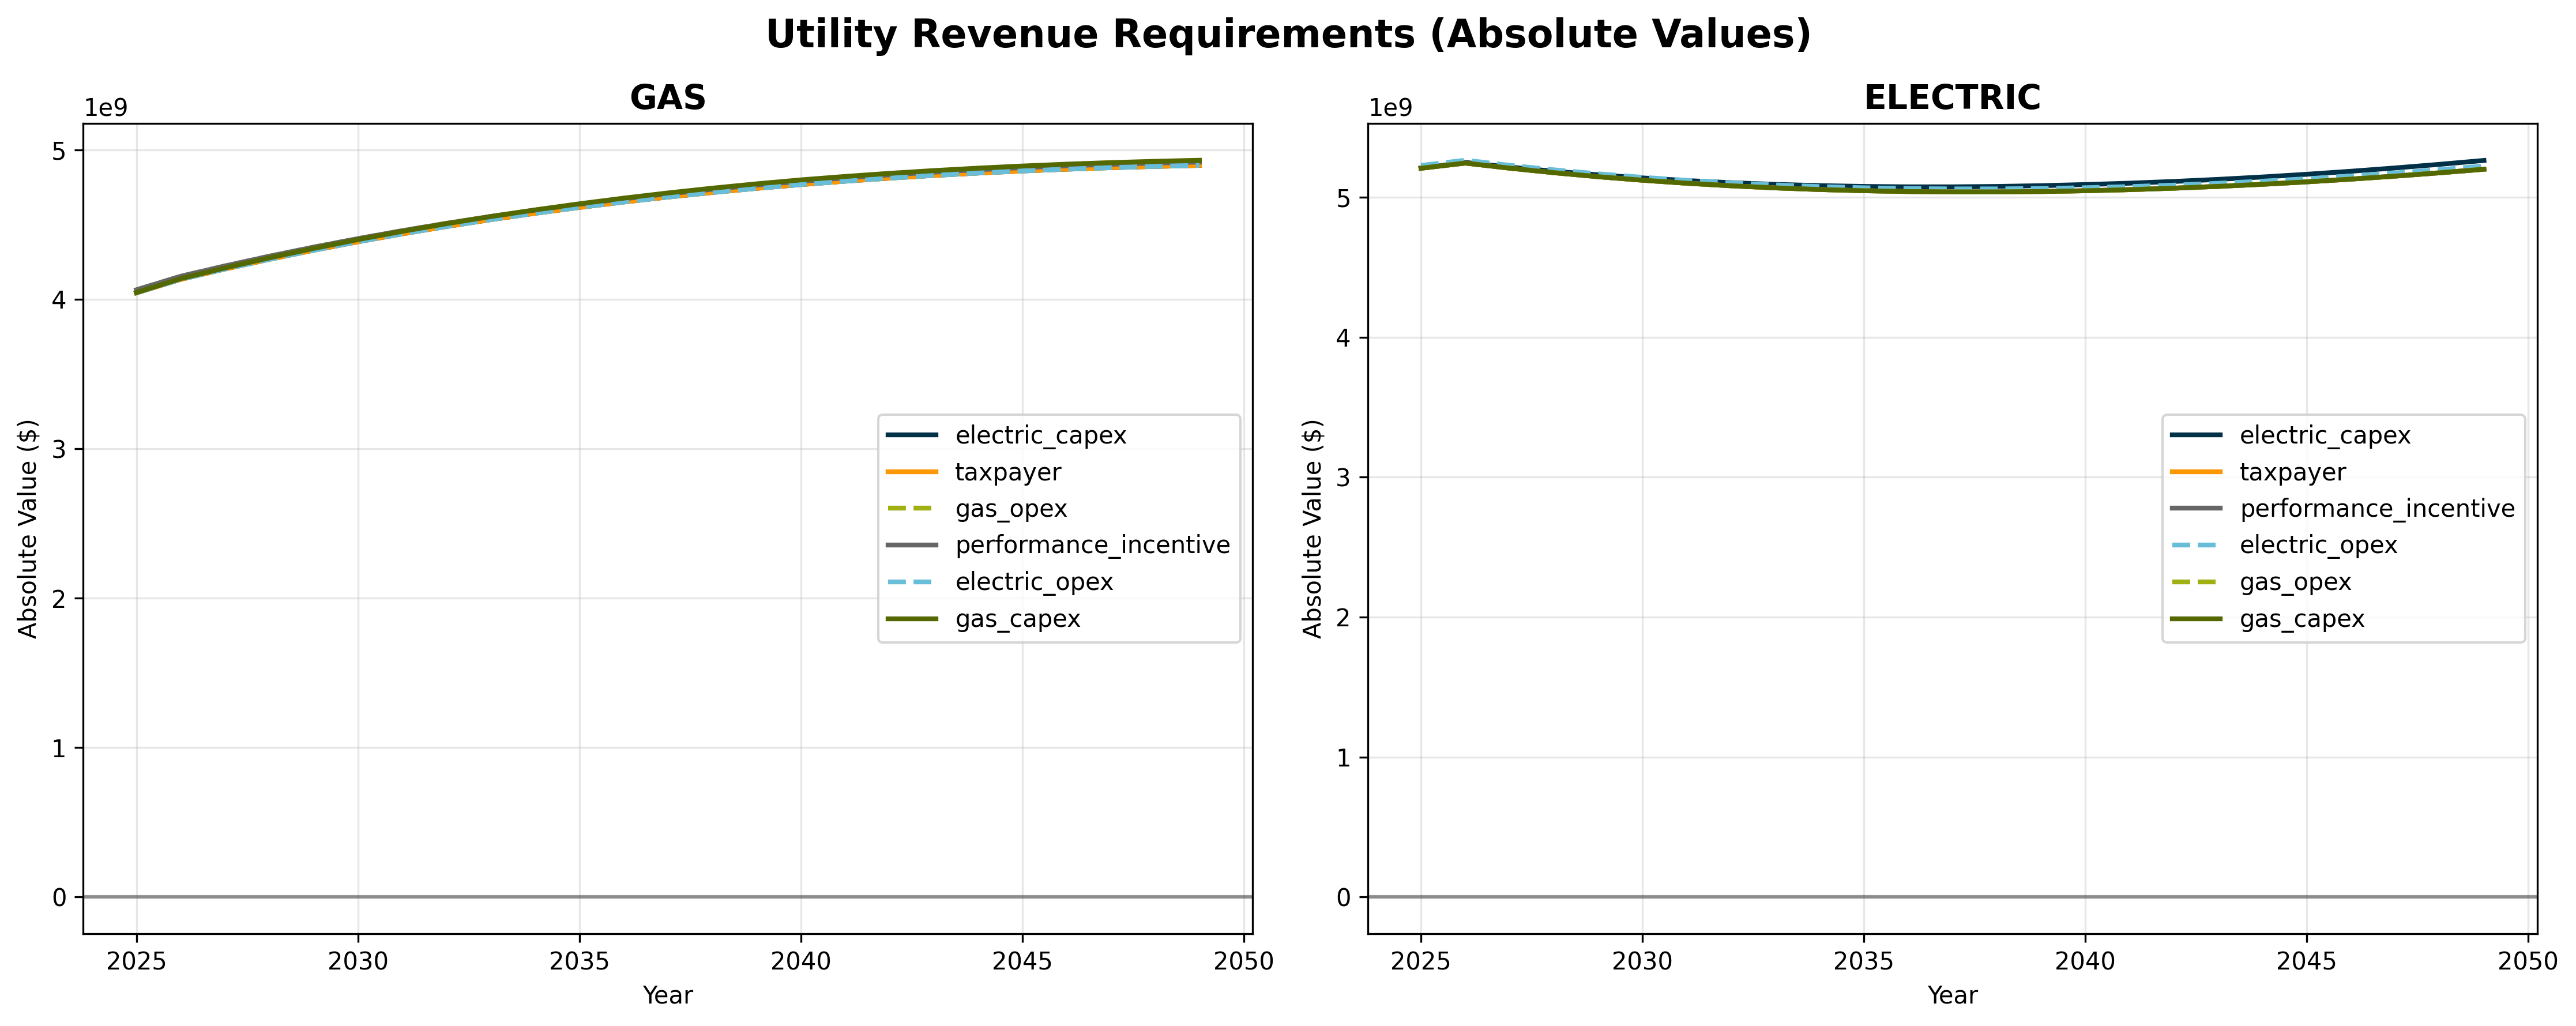 Utility Revenue Requirements (Absolute Values)
GAS
1e9
5
4
3
2
1
0
Absolute Value ($)
electric_capex
taxpayer
gas_opex
performance_incentive
electric_opex
gas_capex
2025 2030 2035 2040 2045 2050
Year
ELECTRIC
1e9
5
4
3
2
1
0
Absolute Value ($)
electric_capex
taxpayer
performance_incentive
electric_opex
gas_opex
gas_capex
2025 2030 2035 2040 2045 2050
Year